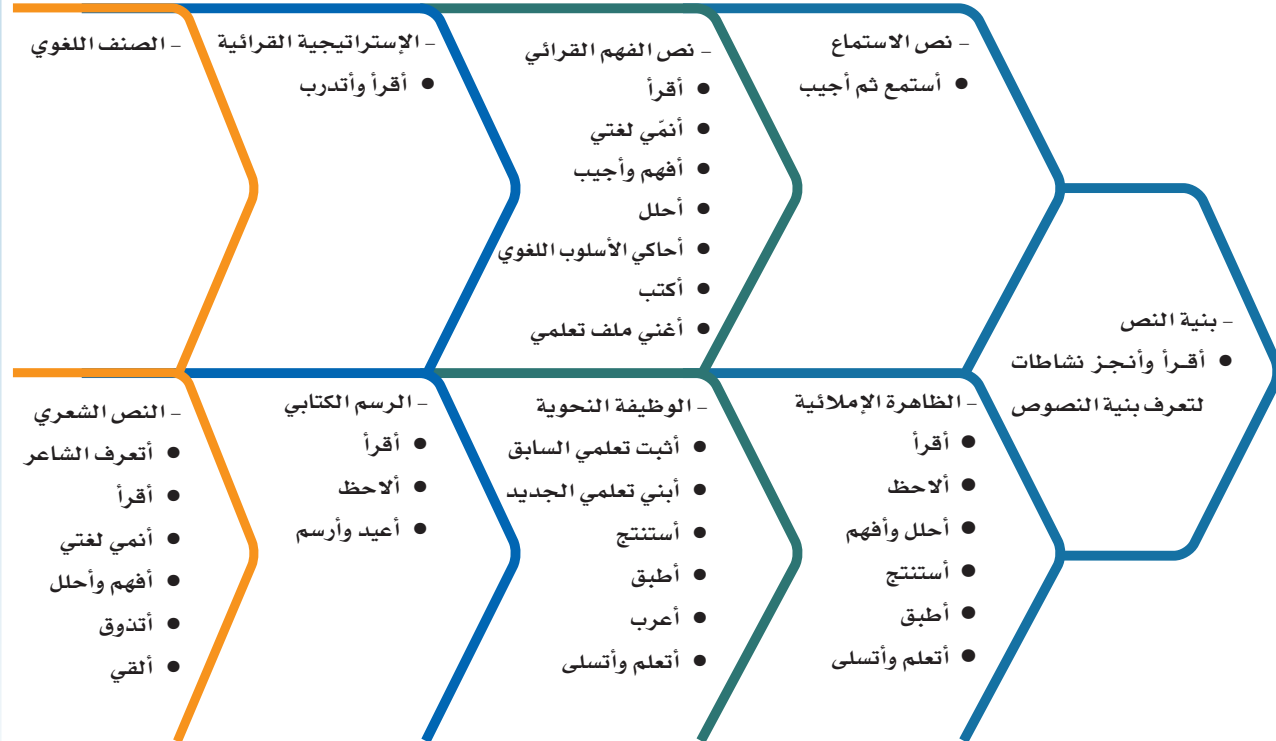 – بنية النص
● أقـرأ وأنـجـز نشاطات
لتعرف بنية النصوص
– نص الاستماع
● أستمع ثم أجيب
– نص الفهم القرائي
● أقرأ
● أنمّي لغتي
● أفهم وأجيب
● أحلل
● أحاكي الأسلوب اللغوي
● أكتب
● أغني ملف تعلمي
– الإستراتيجية القرائية
● أقرأ وأتدرب
– الصنف اللغوي
– الظاهرة الإملائية
● أقرأ
● ألاحظ
● أحلل وأفهم
● أستنتج
● أطبق
● أتعلم وأتسلى
– الوظيفة النحوية
● أثبت تعلمي السابق
● أبني تعلمي الجديد
● أستنتج
● أطبق
● أعرب
● أتعلم وأتسلى
– الرسم الكتابي
● أقرأ
● ألاحظ
● أعيد وأرسم
– النص الشعري
● أتعرف الشاعر
● أقرأ
● أنمي لغتي
● أفهم وأحلل
● أتذوق
● ألقي